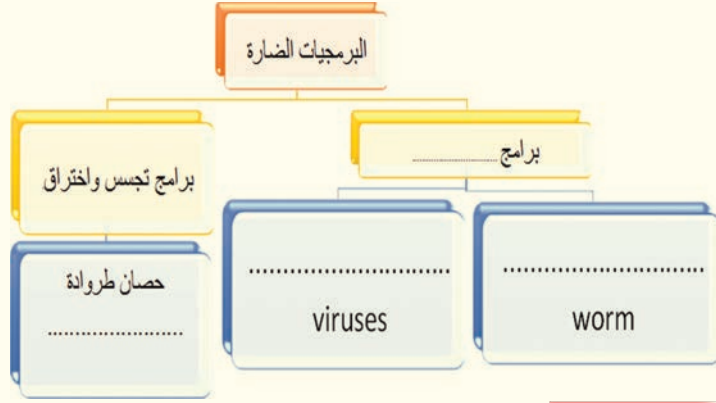 البرمجيات الضارة
برامج ....................
برامج تجسس واختراق
..............................
worm
..............................
viruses
حصان طروادة
.......................